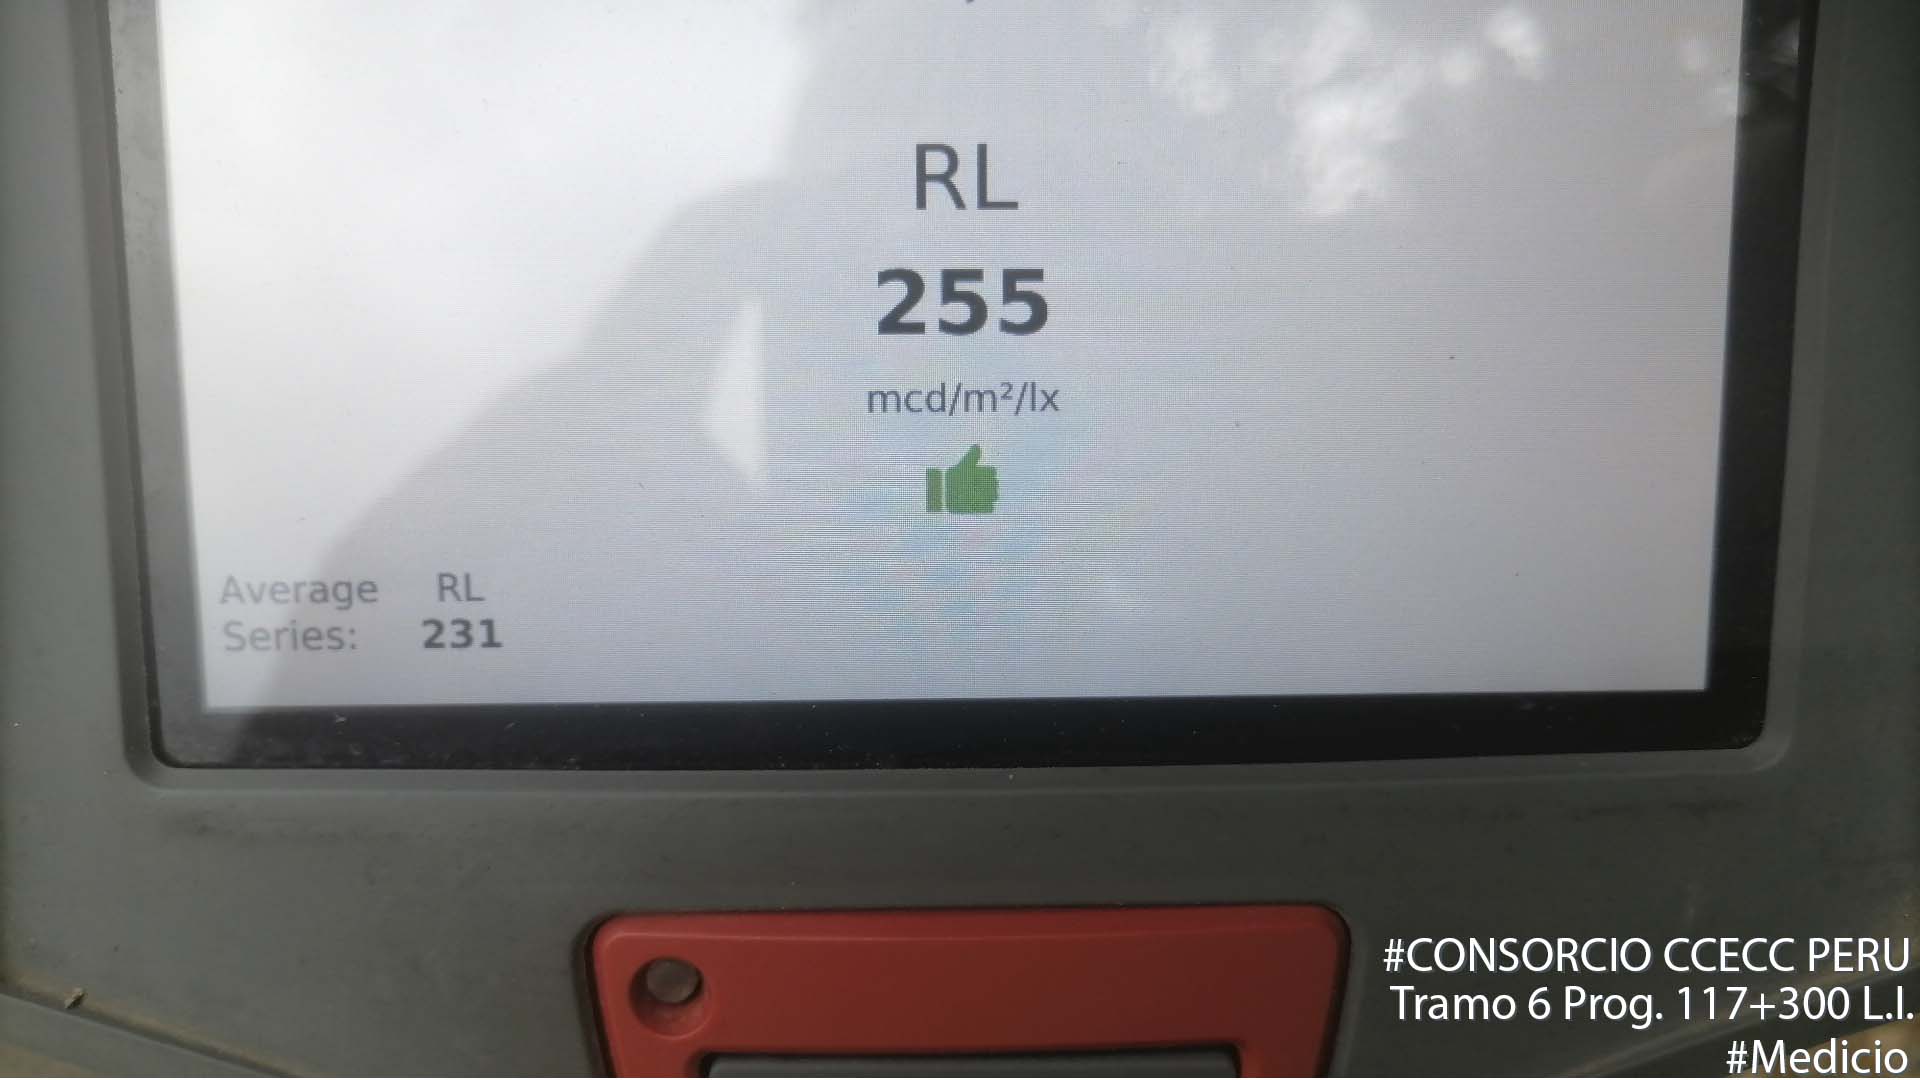 RL
255
mcd/m²/lx
Average RL
Series: 231
#CONSORCIO CCECC PERU
Tramo 6 Prog. 117+300 L.I.
#Medicio